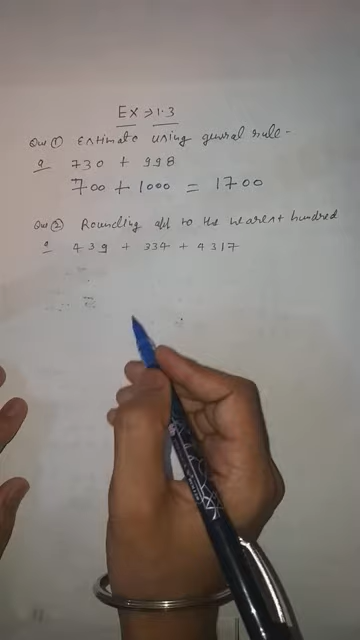 Ex → 1.3
Que ① Estimate using general rule -
a 730 + 998
700 + 1000 = 1700
Que ② Rounding off to the nearest hundred
a 439 + 334 + 4317